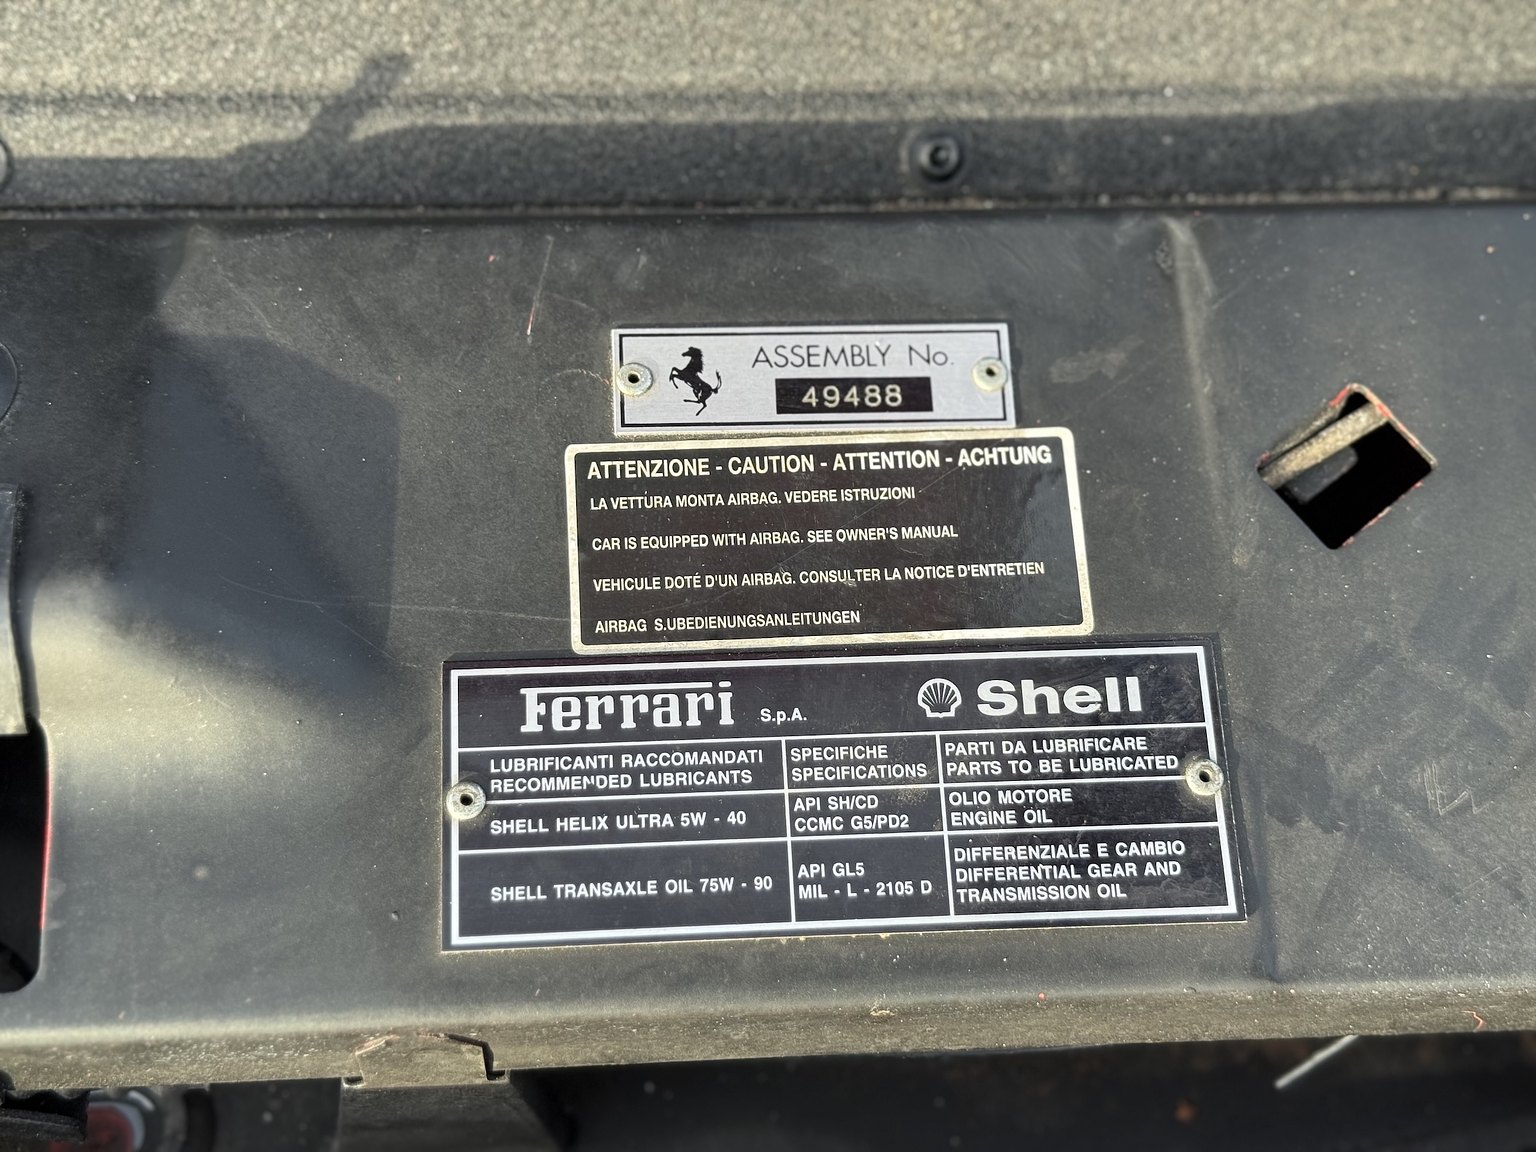 ASSEMBLY No.
49488
ATTENZIONE - CAUTION - ATTENTION - ACHTUNG
LA VETTURA MONTA AIRBAG. VEDERE ISTRUZIONI
CAR IS EQUIPPED WITH AIRBAG. SEE OWNER'S MANUAL
VEHICULE DOTÉ D'UN AIRBAG. CONSULTER LA NOTICE D'ENTRETIEN
AIRBAG S.UBEDIENUNGSANLEITUNGEN
Ferrari S.p.A. Shell
LUBRIFICANTI RACCOMANDATI
RECOMMENDED LUBRICANTS
SPECIFICHE
SPECIFICATIONS
PARTI DA LUBRIFICARE
PARTS TO BE LUBRICATED
SHELL HELIX ULTRA 5W - 40
API SH/CD
CCMC G5/PD2
OLIO MOTORE
ENGINE OIL
SHELL TRANSAXLE OIL 75W - 90
API GL5
MIL - L - 2105 D
DIFFERENZIALE E CAMBIO
DIFFERENTIAL GEAR AND
TRANSMISSION OIL